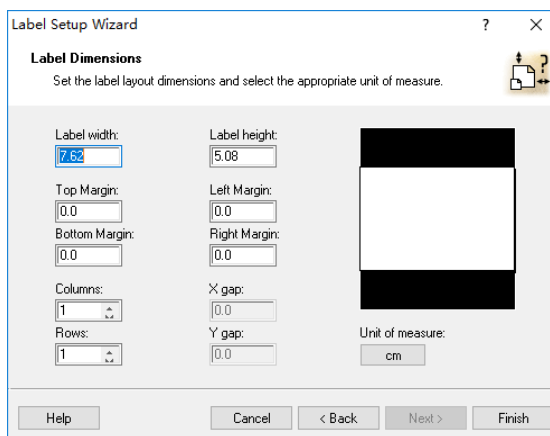 Label Setup Wizard ? ×
Label Dimensions
Set the label layout dimensions and select the appropriate unit of measure.
?
Label width: Label height:
7.62 5.08
Top Margin: Left Margin:
0.0 0.0
Bottom Margin: Right Margin:
0.0 0.0
Columns: X gap:
1 0.0
Rows: Y gap: Unit of measure:
1 0.0 cm
Help Cancel < Back Next > Finish